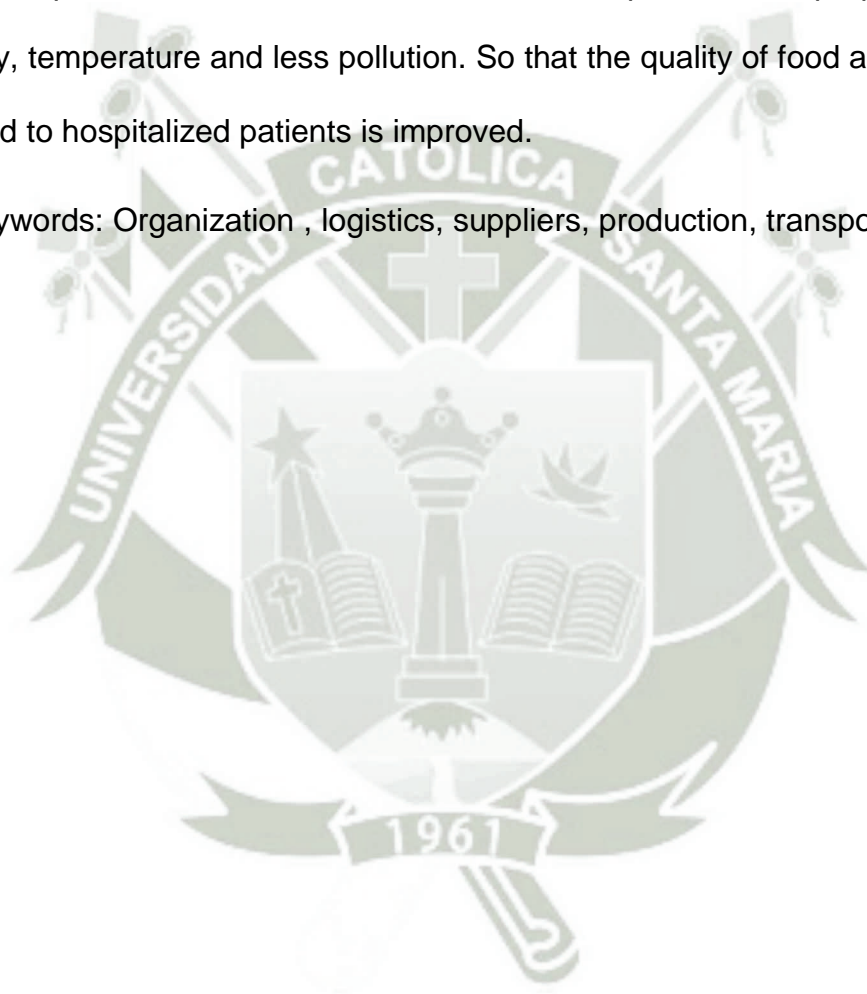 y, temperature and less pollution. So that the quality of food a
d to hospitalized patients is improved.
ywords: Organization , logistics, suppliers, production, transpo
UNIVERSIDAD CATOLICA SANTA MARIA
1961